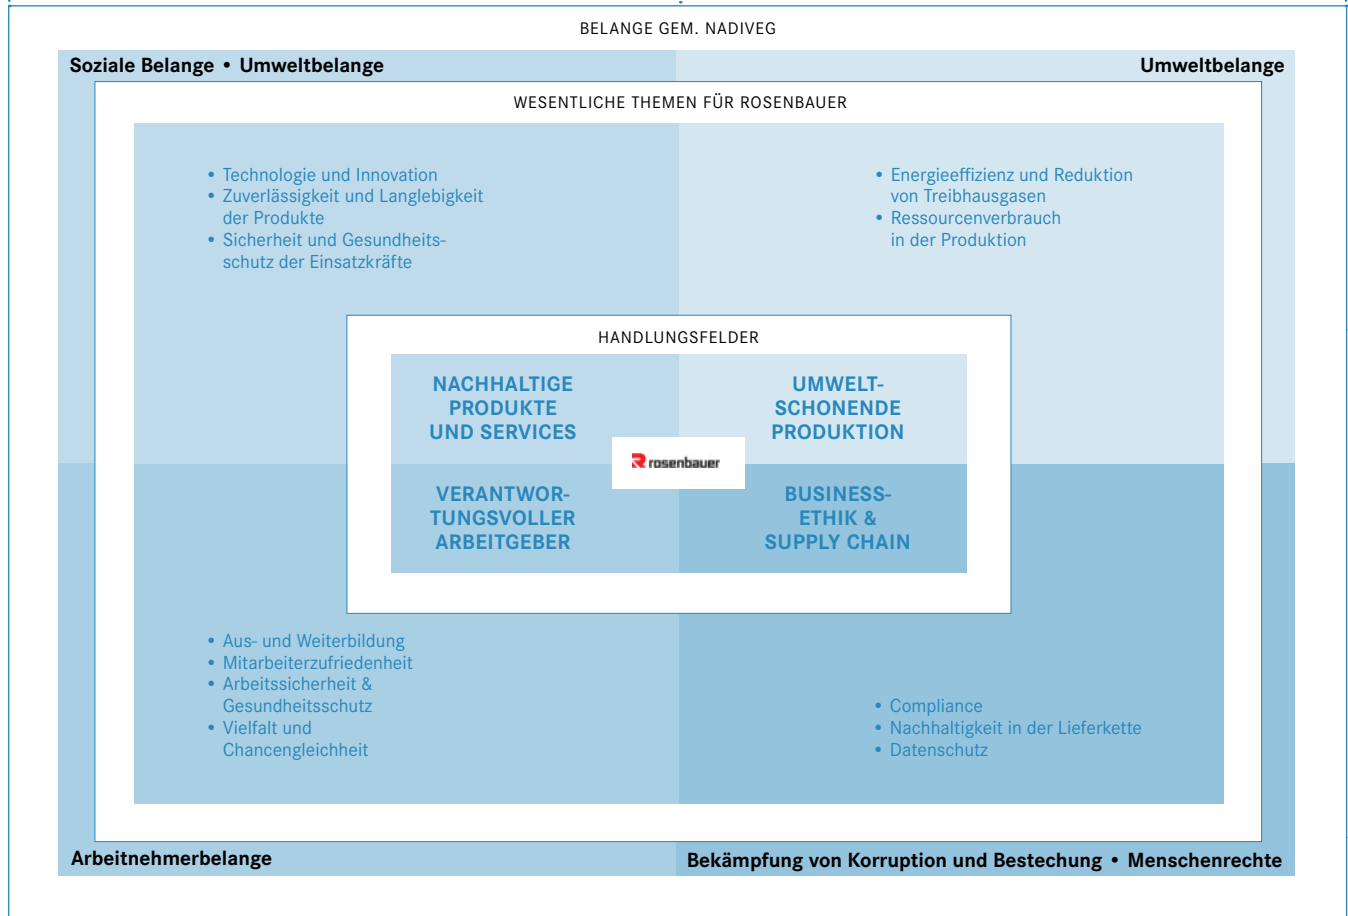 BELANGE GEM. NADIVEG
Soziale Belange • Umweltbelange
Umweltbelange
WESENTLICHE THEMEN FÜR ROSENBAUER
• Technologie und Innovation
• Zuverlässigkeit und Langlebigkeit
der Produkte
• Sicherheit und Gesundheits-
schutz der Einsatzkräfte
• Energieeffizienz und Reduktion
von Treibhausgasen
• Ressourcenverbrauch
in der Produktion
HANDLUNGSFELDER
NACHHALTIGE
PRODUKTE
UND SERVICES
UMWELT-
SCHONENDE
PRODUKTION
rosenbauer
VERANTWOR-
TUNGSVOLLER
ARBEITGEBER
BUSINESS-
ETHIK &
SUPPLY CHAIN
• Aus- und Weiterbildung
• Mitarbeiterzufriedenheit
• Arbeitssicherheit &
Gesundheitsschutz
• Vielfalt und
Chancengleichheit
• Compliance
• Nachhaltigkeit in der Lieferkette
• Datenschutz
Arbeitnehmerbelange
Bekämpfung von Korruption und Bestechung • Menschenrechte